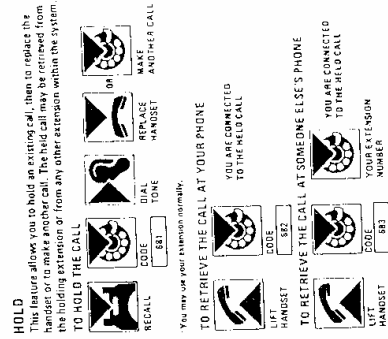 HOLD
This feature allows you to hold an existing call, then to replace the
handset or to make another call. The held call may be retrieved from
the holding extension or from any other extension within the system.
TO HOLD THE CALL
RECALL
CODE
681
DIAL
TONE
REPLACE
HANDSET
OR
MAKE
ANOTHER CALL
You may use your extension normally.
TO RETRIEVE THE CALL AT YOUR PHONE
LIFT
HANDSET
CODE
682
YOU ARE CONNECTED
TO THE HELD CALL
TO RETRIEVE THE CALL AT SOMEONE ELSE'S PHONE
LIFT
HANDSET
CODE
683
YOUR EXTENSION
NUMBER
YOU ARE CONNECTED
TO THE HELD CALL